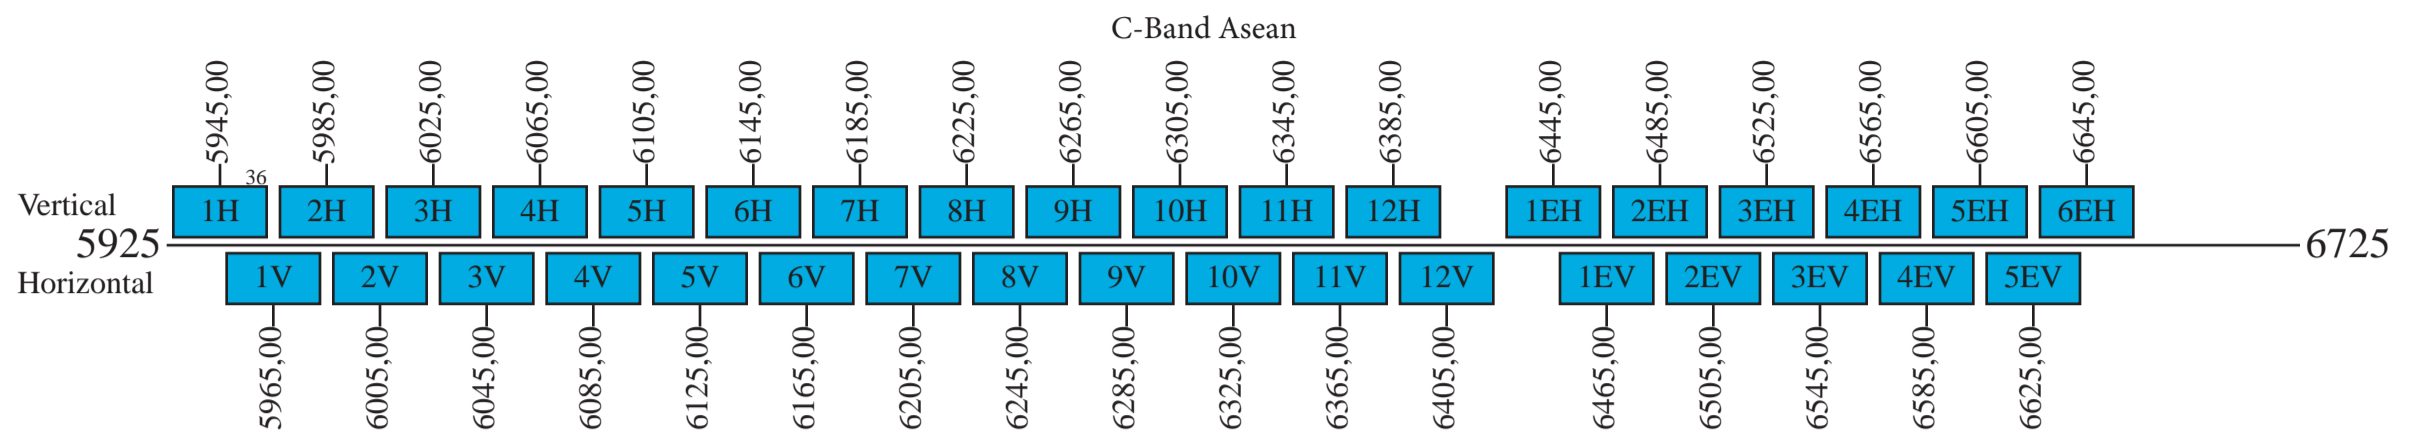 C-Band Asean
5945,00 5985,00 6025,00 6065,00 6105,00 6145,00 6185,00 6225,00 6265,00 6305,00 6345,00 6385,00 6445,00 6485,00 6525,00 6565,00 6605,00 6645,00
36
Vertical 1H 2H 3H 4H 5H 6H 7H 8H 9H 10H 11H 12H 1EH 2EH 3EH 4EH 5EH 6EH
5925 6725
Horizontal 1V 2V 3V 4V 5V 6V 7V 8V 9V 10V 11V 12V 1EV 2EV 3EV 4EV 5EV
5965,00 6005,00 6045,00 6085,00 6125,00 6165,00 6205,00 6245,00 6285,00 6325,00 6365,00 6405,00 6465,00 6505,00 6545,00 6585,00 6625,00